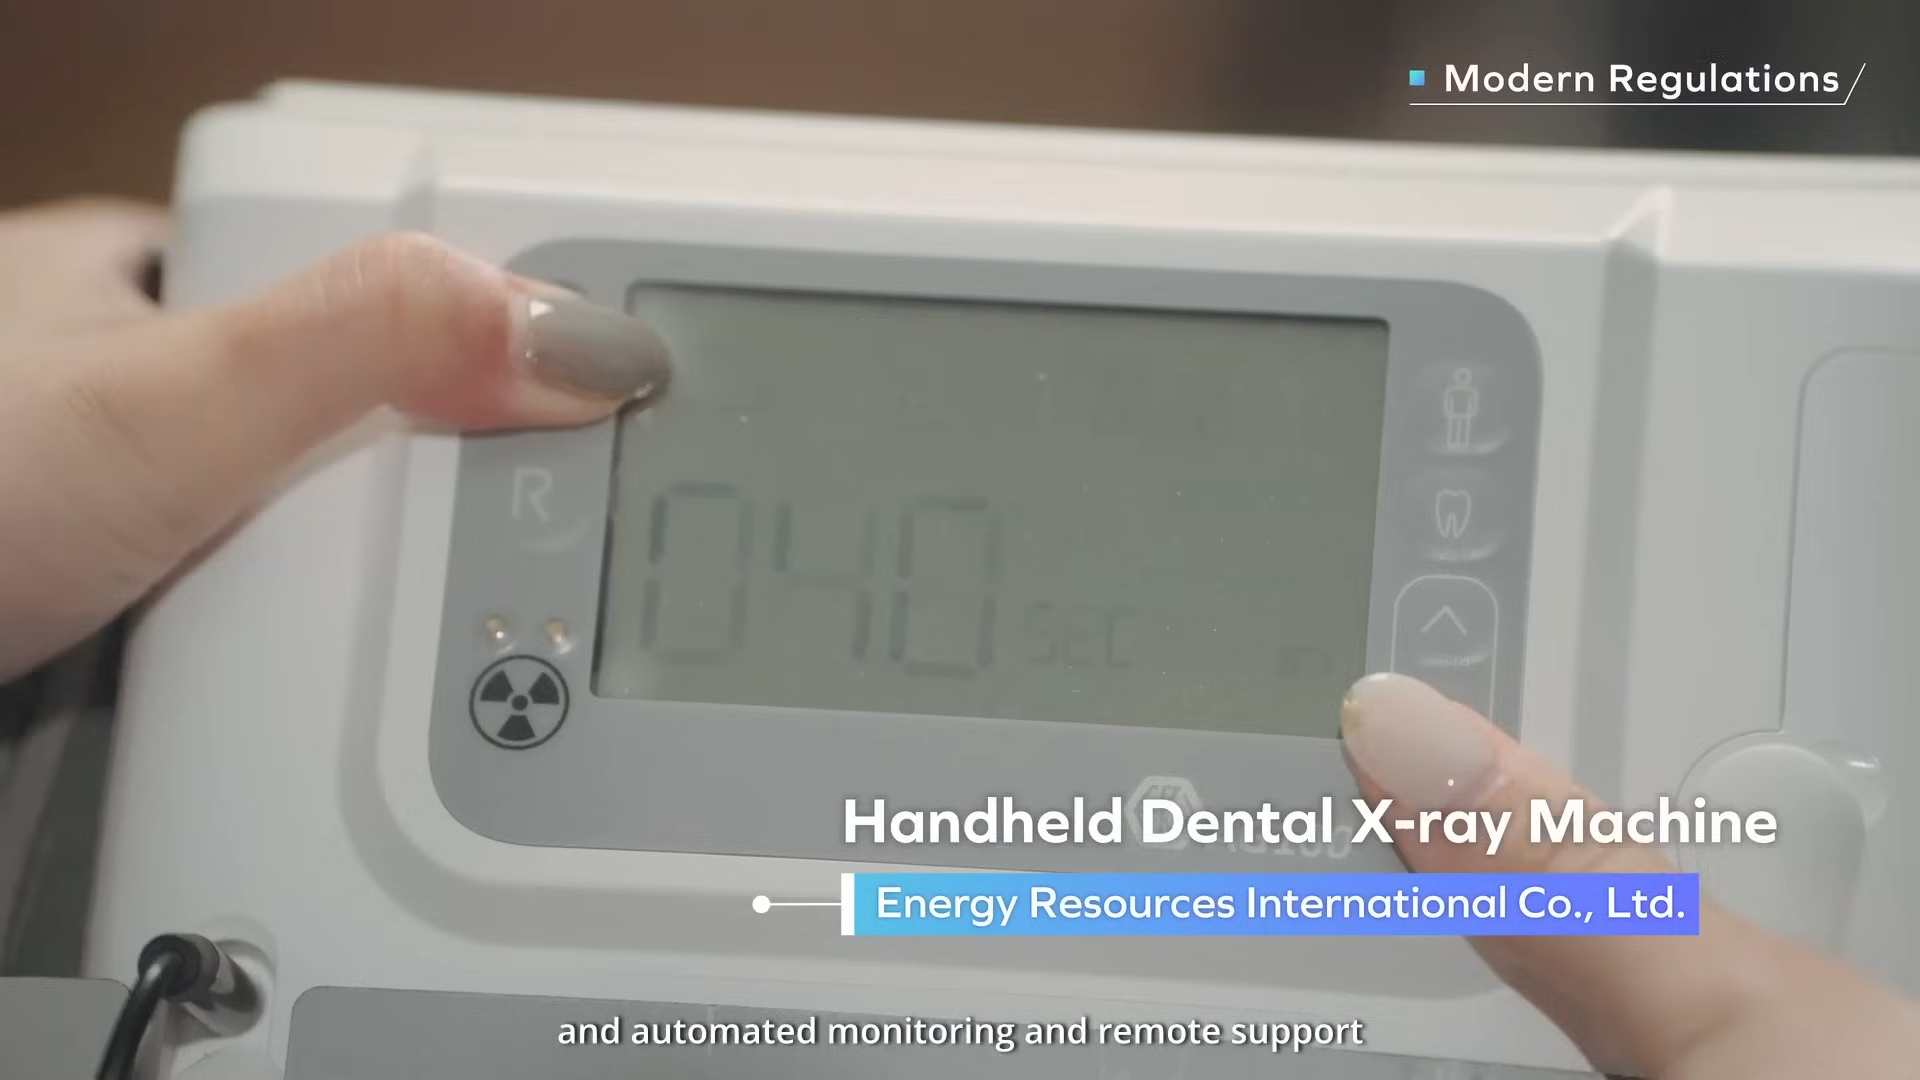 Modern Regulations
R
040 SEC
Handheld Dental X-ray Machine
Energy Resources International Co., Ltd.
and automated monitoring and remote support